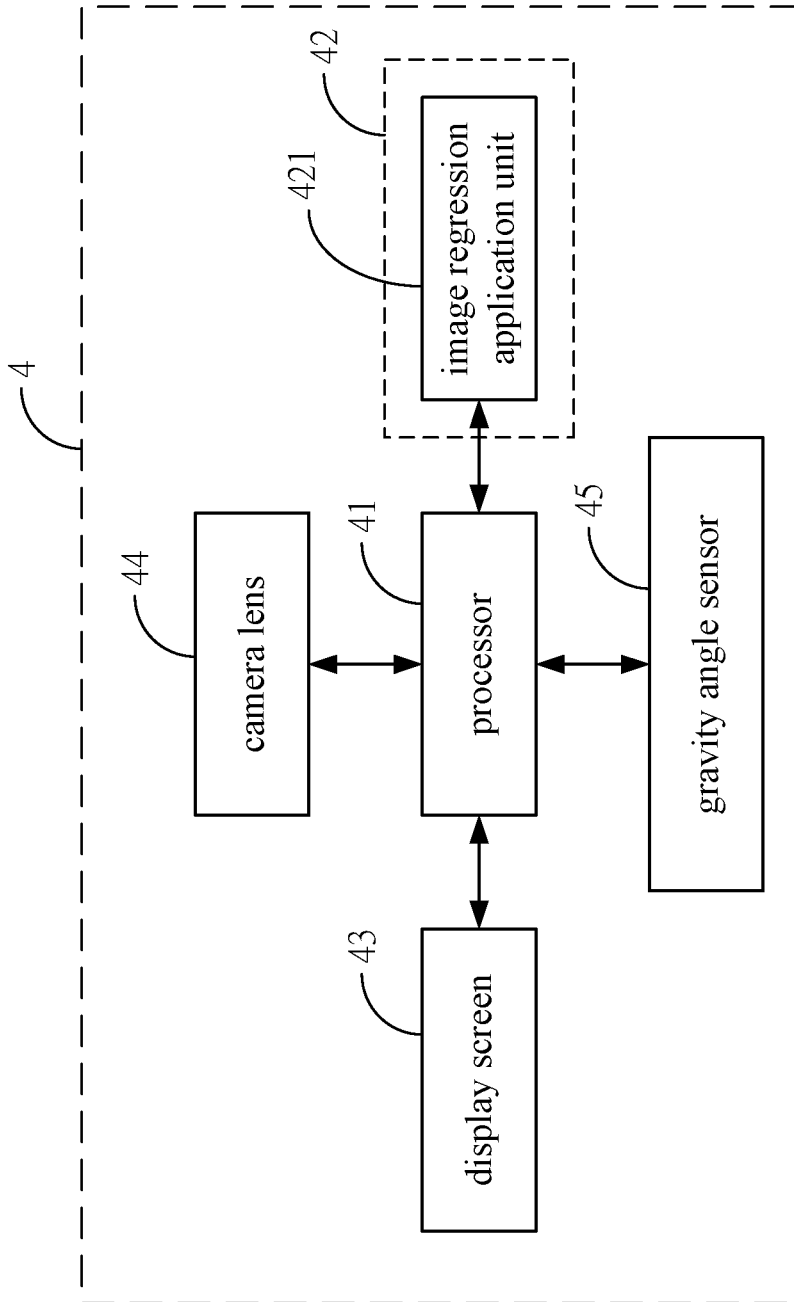 4
44
camera lens
42
421
image regression
application unit
43
display screen
41
processor
45
gravity angle sensor